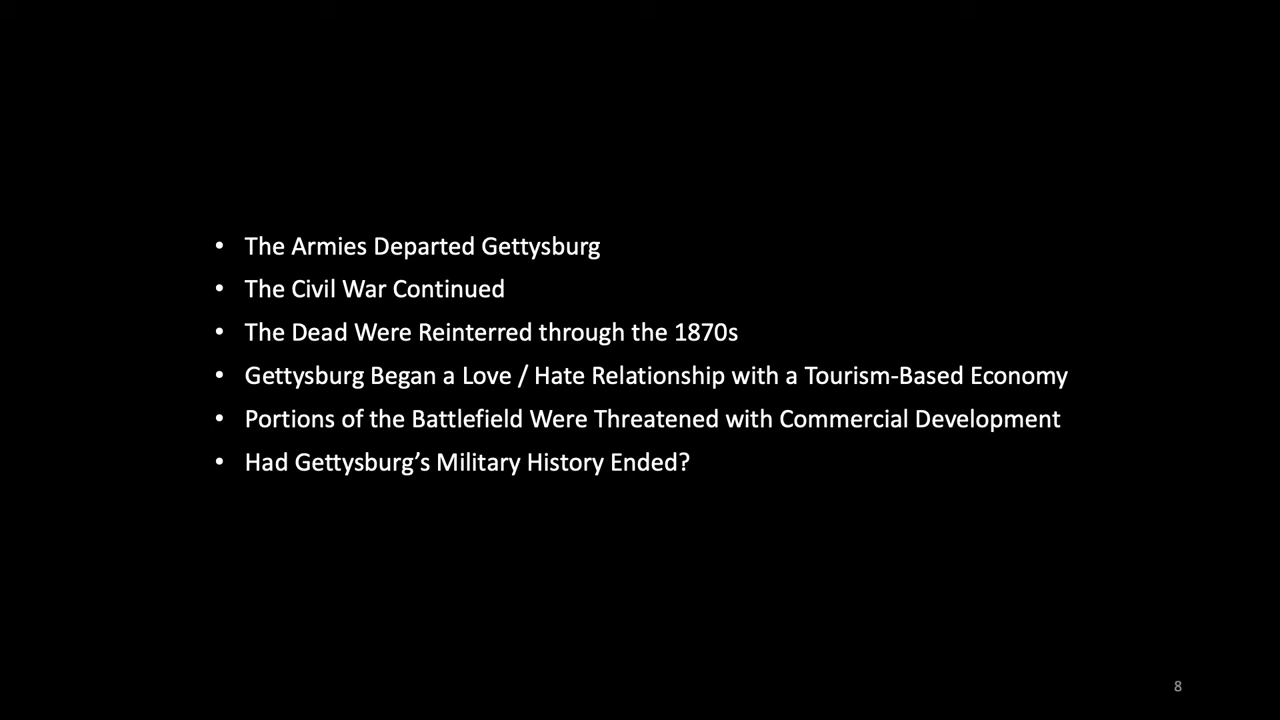 • The Armies Departed Gettysburg
• The Civil War Continued
• The Dead Were Reinterred through the 1870s
• Gettysburg Began a Love / Hate Relationship with a Tourism-Based Economy
• Portions of the Battlefield Were Threatened with Commercial Development
• Had Gettysburg’s Military History Ended?
8